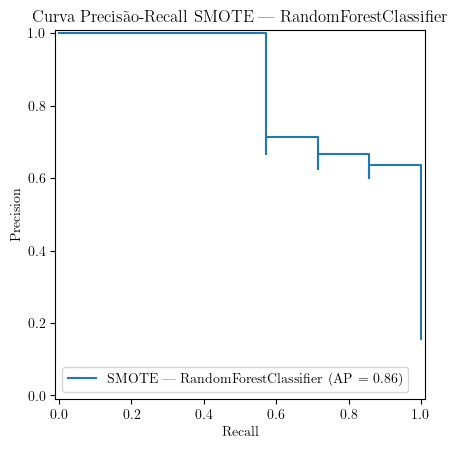 Curva Precisão-Recall SMOTE — RandomForestClassifier
1.0
0.8
0.6
0.4
0.2
0.0
Precision
SMOTE — RandomForestClassifier (AP = 0.86)
0.0 0.2 0.4 0.6 0.8 1.0
Recall